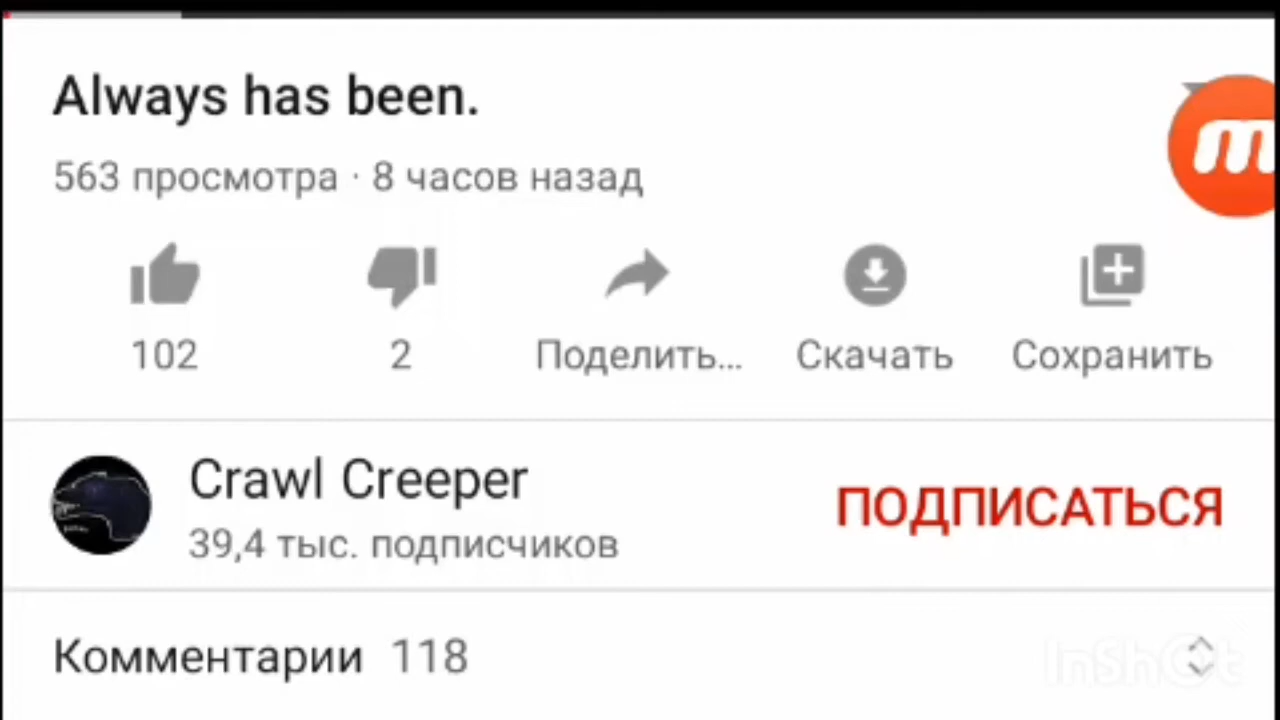 Always has been.
563 просмотра · 8 часов назад
102 2 Поделить... Скачать Сохранить
Crawl Creeper
ПОДПИСАТЬСЯ
39,4 тыс. подписчиков
Комментарии 118
InShOt